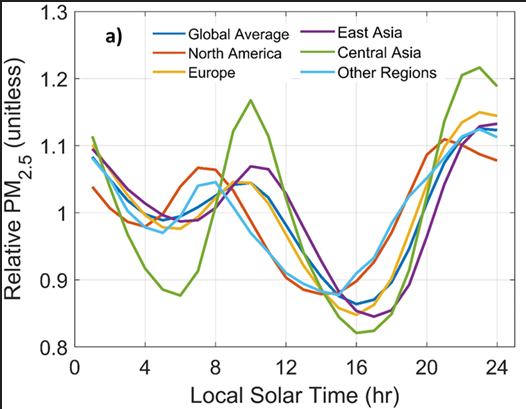 1.3
a)
Global Average
North America
Europe
East Asia
Central Asia
Other Regions
1.2
1.1
1
0.9
0.8
Relative PM2.5 (unitless)
0 4 8 12 16 20 24
Local Solar Time (hr)